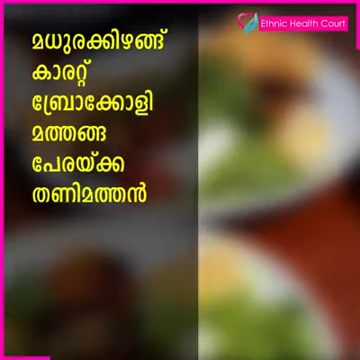 Ethnic Health Court
മധുരക്കിഴങ്ങ്
കാരറ്റ്
ബ്രോക്കോളി
മത്തങ്ങ
പേരയ്ക്ക
തണിമത്തൻ